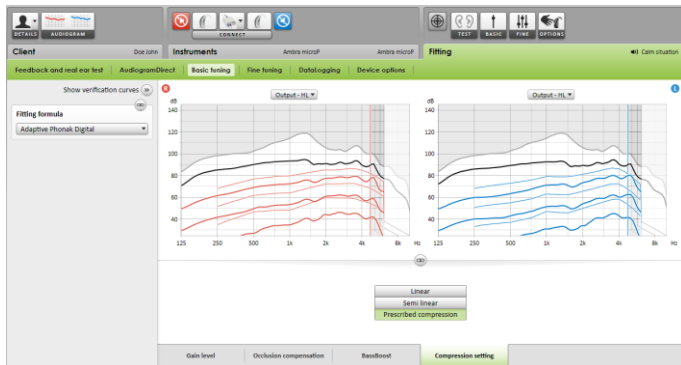 DETAILS AUDIOGRAM CONNECT TEST BASIC FINE OPTIONS
Client Doe John Instruments Ambra microP Ambra microP Fitting Calm situation
Feedback and real ear test AudiogramDirect Basic tuning Fine tuning DataLogging Device options
Show verification curves
Fitting formula
Adaptive Phonak Digital
R
Output - HL
dB
140
120
100
80
60
40
125 250 500 1k 2k 4k 8k Hz
L
Output - HL
dB
140
120
100
80
60
40
125 250 500 1k 2k 4k 8k Hz
Linear
Semi linear
Prescribed compression
Gain level Occlusion compensation BassBoost Compression setting